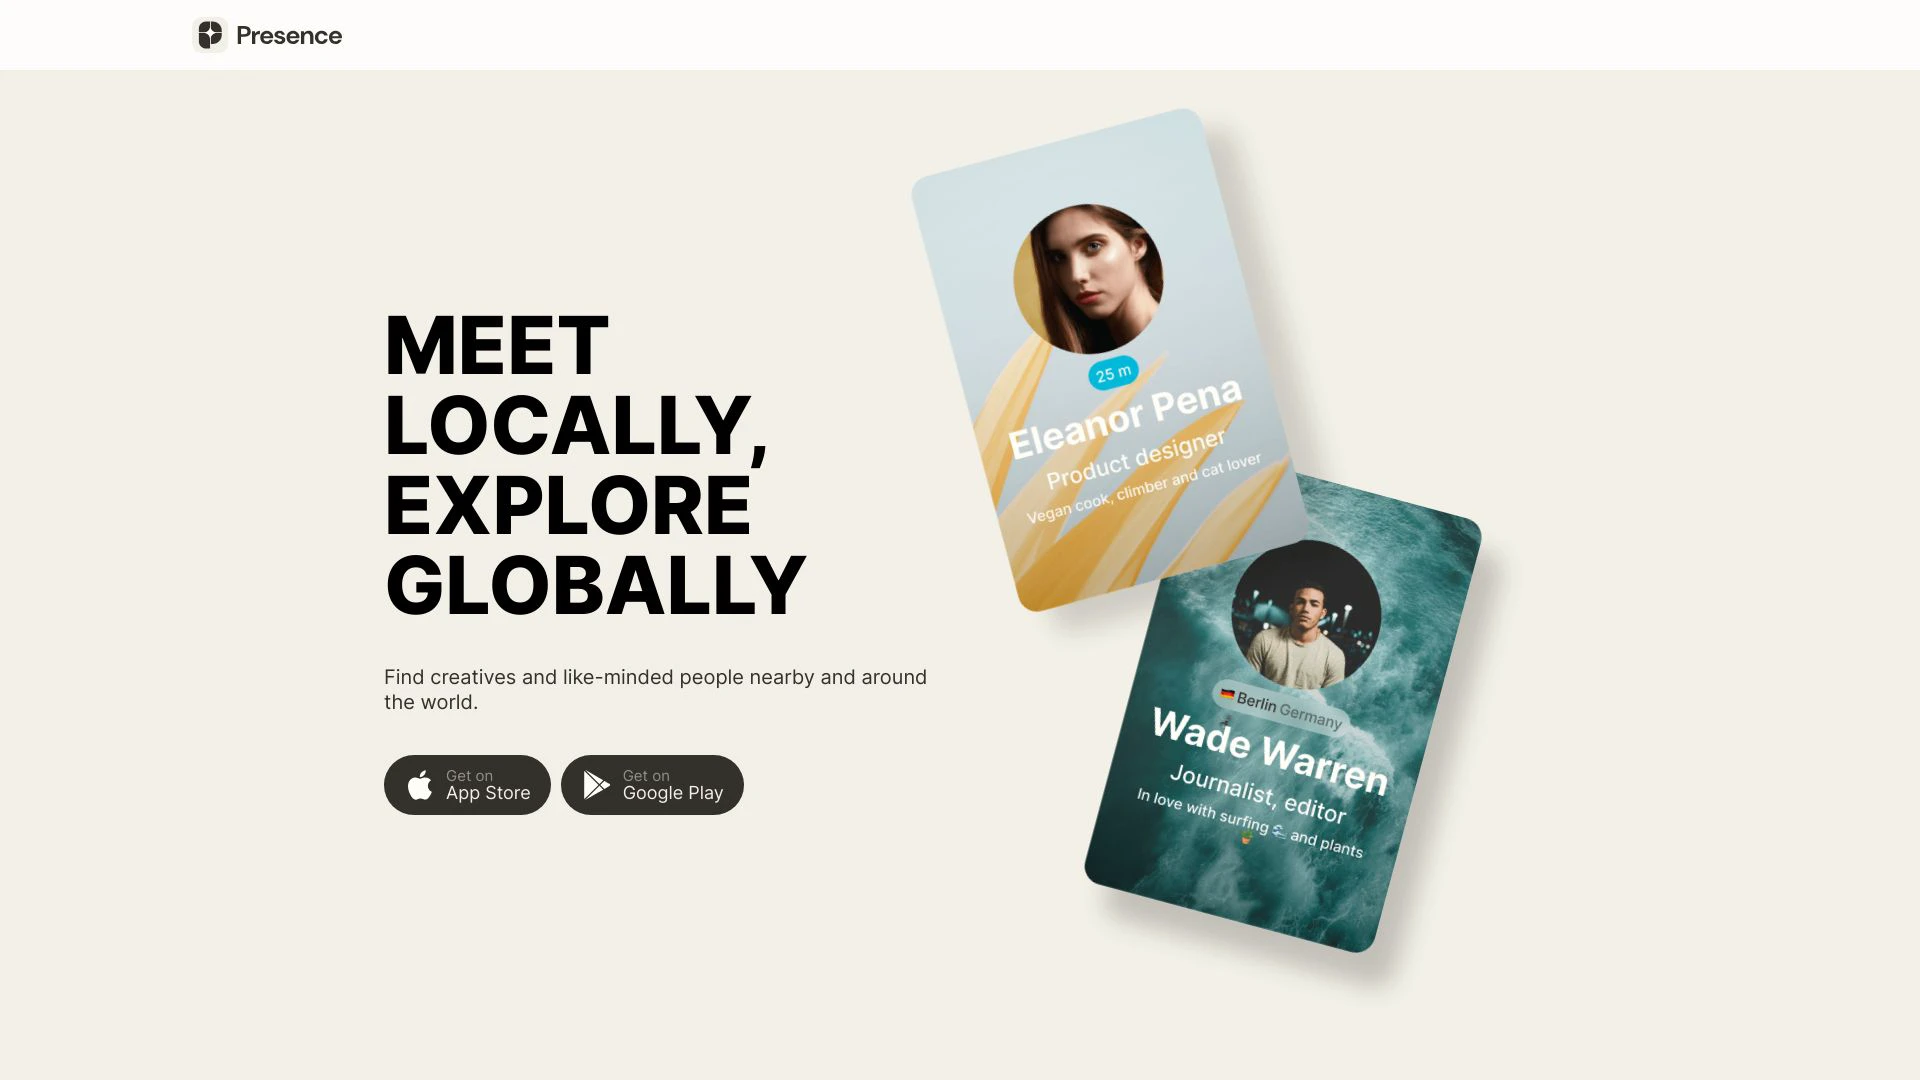 Presence
MEET
LOCALLY,
EXPLORE
GLOBALLY
Find creatives and like-minded people nearby and around
the world.
Get on
App Store
Get on
Google Play
25 m
Eleanor Pena
Product designer
Vegan cook, climber and cat lover
🇩🇪 Berlin Germany
Wade Warren
Journalist, editor
In love with surfing 🌊 and plants
🪴